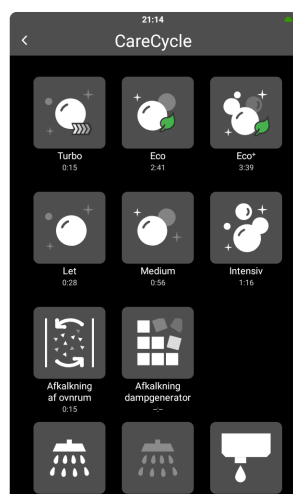 21:14
CareCycle
Turbo
0:15
Eco
2:41
Eco+
3:39
Let
0:28
Medium
0:56
Intensiv
1:16
Afkalkning
af ovnrum
0:15
Afkalkning
dampgenerator
-:-